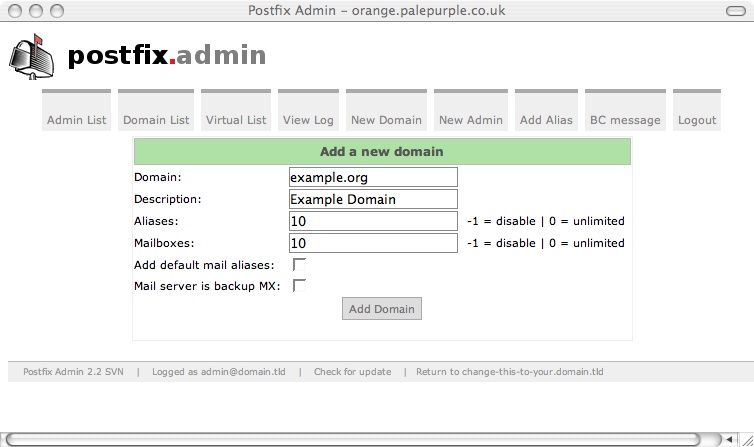 Postfix Admin – orange.palepurple.co.uk
postfix.admin
Admin List Domain List Virtual List View Log New Domain New Admin Add Alias BC message Logout
Add a new domain
Domain: example.org
Description: Example Domain
Aliases: 10 -1 = disable | 0 = unlimited
Mailboxes: 10 -1 = disable | 0 = unlimited
Add default mail aliases:
Mail server is backup MX:
Add Domain
Postfix Admin 2.2 SVN | Logged as admin@domain.tld | Check for update | Return to change-this-to-your.domain.tld